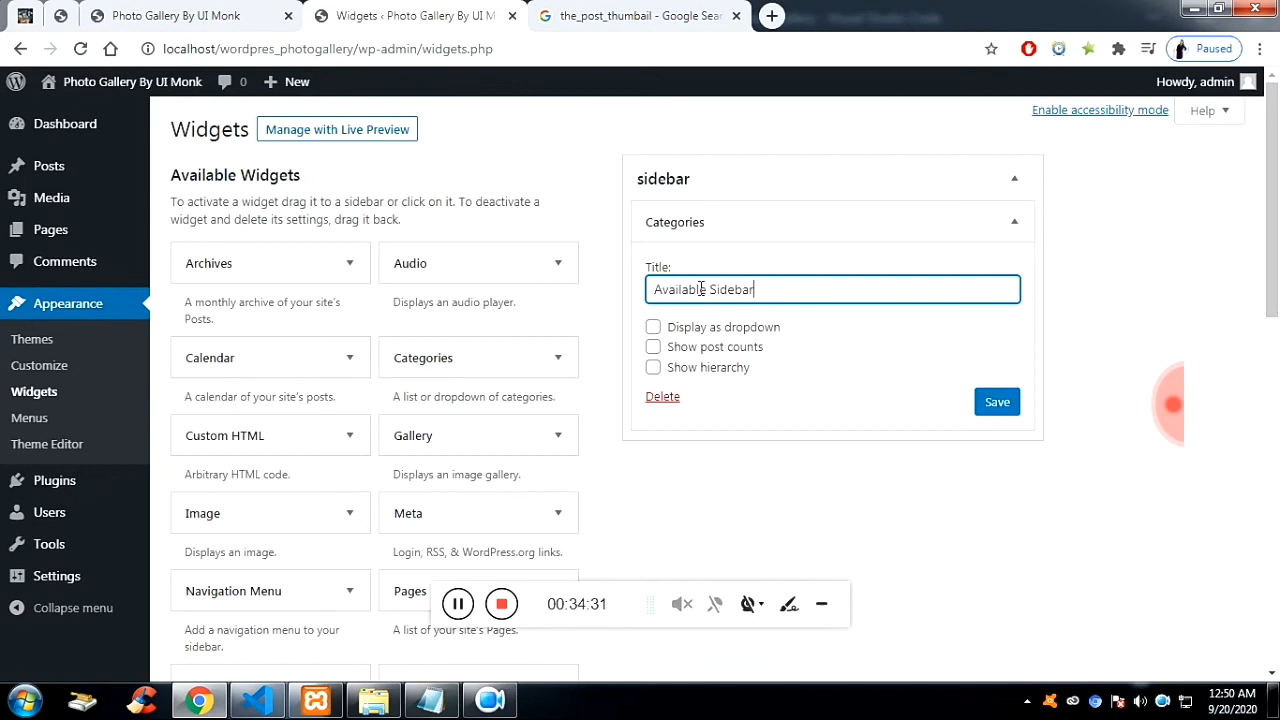 Photo Gallery By UI Monk
Widgets ‹ Photo Gallery By UI M
the_post_thumbail - Google Sear
localhost/wordpres_photogallery/wp-admin/widgets.php
Paused
Photo Gallery By UI Monk
0
New
Howdy, admin
Dashboard
Posts
Media
Pages
Comments
Appearance
Themes
Customize
Widgets
Menus
Theme Editor
Plugins
Users
Tools
Settings
Collapse menu
Enable accessibility mode
Help
Widgets
Manage with Live Preview
Available Widgets
To activate a widget drag it to a sidebar or click on it. To deactivate a
widget and delete its settings, drag it back.
Archives
A monthly archive of your site's
Posts.
Audio
Displays an audio player.
Calendar
A calendar of your site's posts.
Categories
A list or dropdown of categories.
Custom HTML
Arbitrary HTML code.
Gallery
Displays an image gallery.
Image
Displays an image.
Meta
Login, RSS, & WordPress.org links.
Navigation Menu
Add a navigation menu to your
sidebar.
Pages
A list of your site's Pages.
sidebar
Categories
Title:
Available Sidebar
Display as dropdown
Show post counts
Show hierarchy
Delete
Save
00:34:31
12:50 AM
9/20/2020